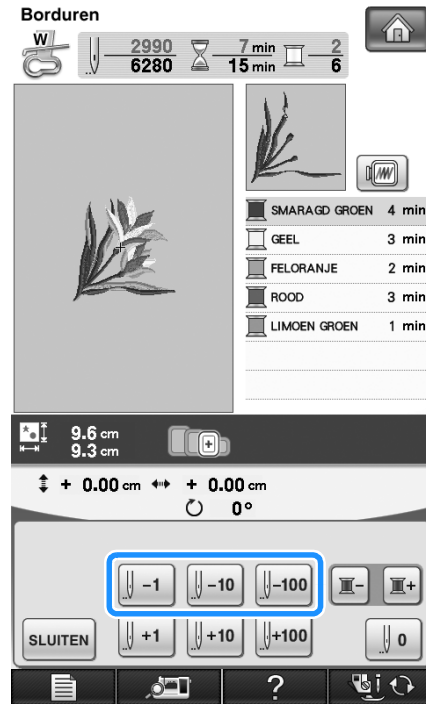 Borduren
W
2990 7 min 2
6280 15 min 6
SMARAGD GROEN 4 min
GEEL 3 min
FELORANJE 2 min
ROOD 3 min
LIMOEN GROEN 1 min
9.6 cm
9.3 cm
+ 0.00 cm + 0.00 cm
0°
-1 -10 -100 - +
SLUITEN +1 +10 +100 0
?